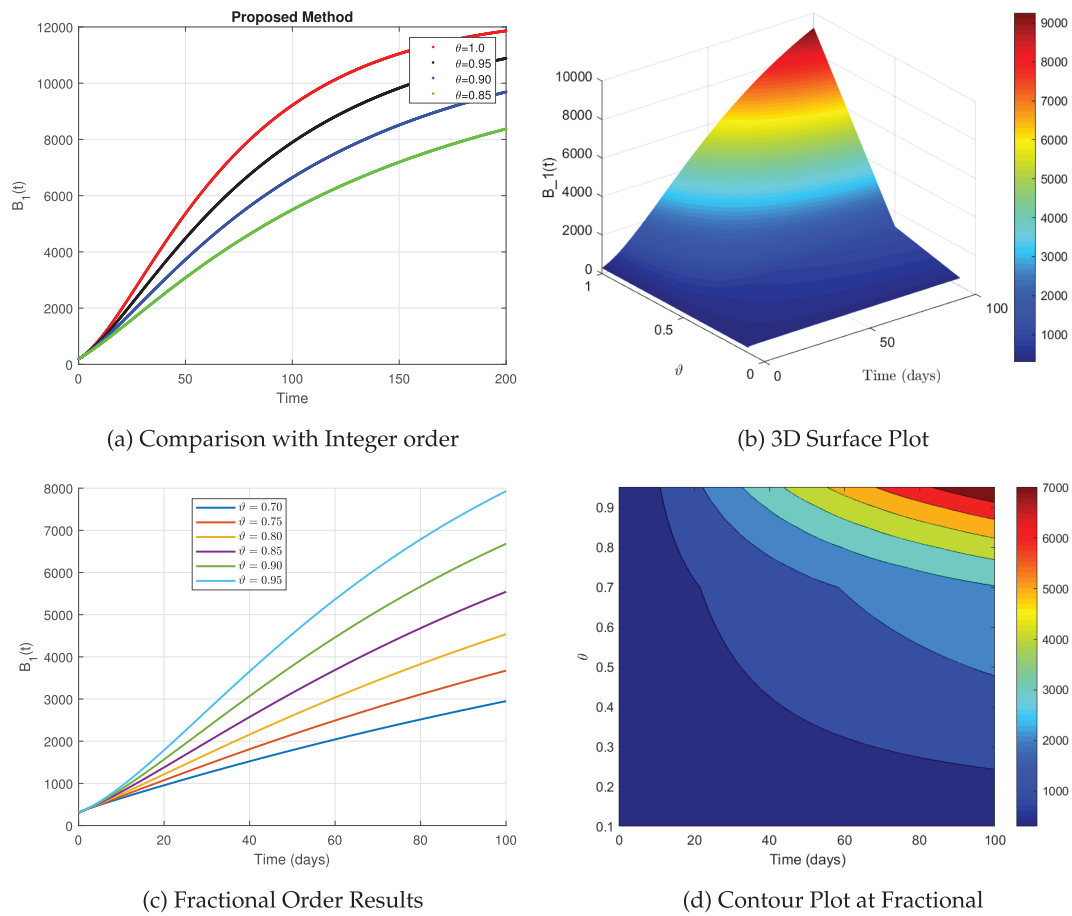 Proposed Method
12000
10000
8000
6000
4000
2000
0
B1(t)
0 50 100 150 200
Time
θ=1.0
θ=0.95
θ=0.90
θ=0.85
(a) Comparison with Integer order
10000
8000
6000
4000
2000
0
B_1(t)
1
0.5
0
ϑ
0
50
100
Time (days)
9000
8000
7000
6000
5000
4000
3000
2000
1000
(b) 3D Surface Plot
8000
7000
6000
5000
4000
3000
2000
1000
0
B1(t)
0 20 40 60 80 100
Time (days)
ϑ = 0.70
ϑ = 0.75
ϑ = 0.80
ϑ = 0.85
ϑ = 0.90
ϑ = 0.95
(c) Fractional Order Results
0.9
0.8
0.7
0.6
0.5
0.4
0.3
0.2
0.1
θ
0 20 40 60 80 100
Time (days)
7000
6000
5000
4000
3000
2000
1000
(d) Contour Plot at Fractional